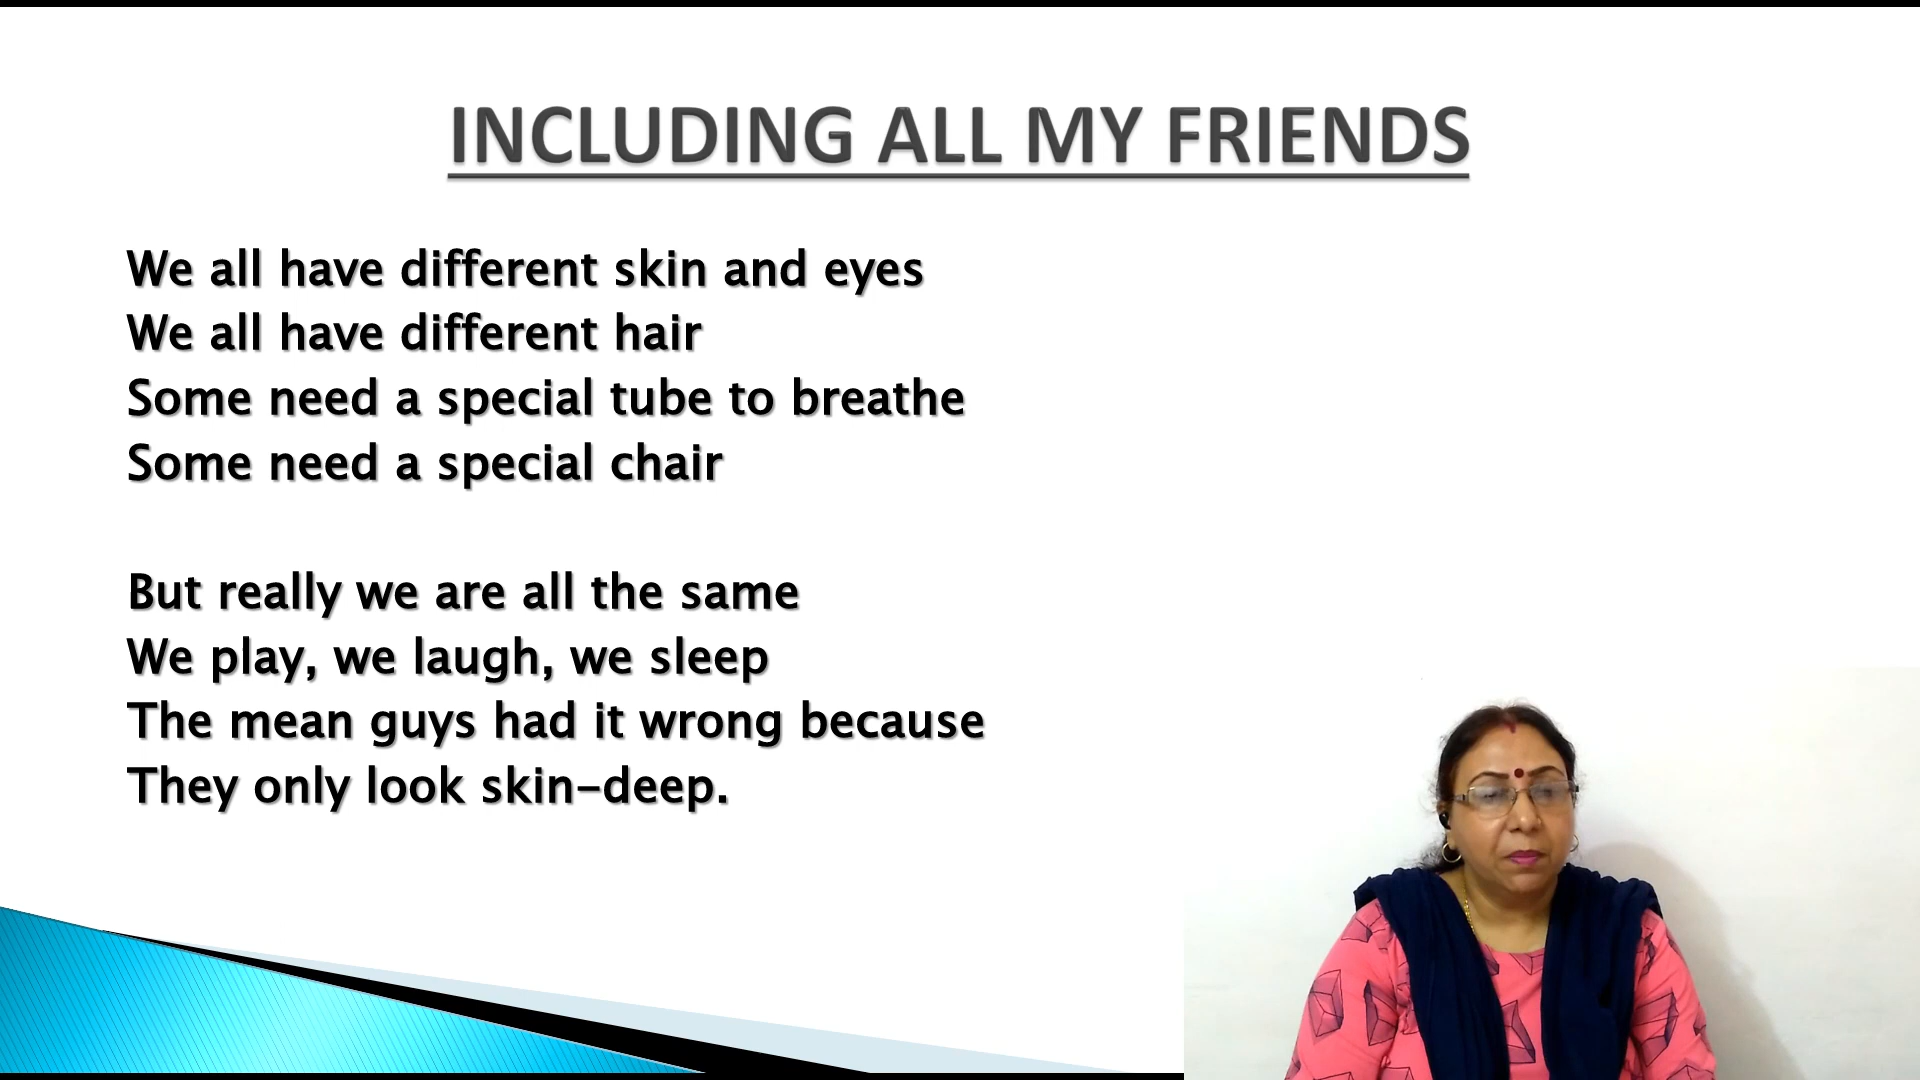 INCLUDING ALL MY FRIENDS
We all have different skin and eyes
We all have different hair
Some need a special tube to breathe
Some need a special chair
But really we are all the same
We play, we laugh, we sleep
The mean guys had it wrong because
They only look skin-deep.